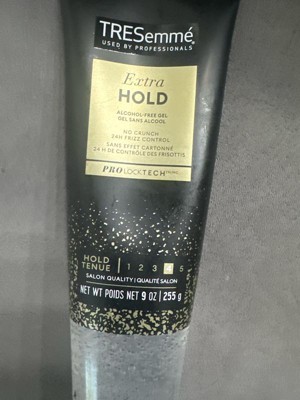 TRESemmé
USED BY PROFESSIONALS
Extra
HOLD
ALCOHOL-FREE GEL
GEL SANS ALCOOL
NO CRUNCH
24H FRIZZ CONTROL
SANS EFFET CARTONNÉ
24 H DE CONTRÔLE DES FRISOTTIS
PROLOCKTECH
HOLD
TENUE 1 2 3 4 5
SALON QUALITY | QUALITÉ SALON
NET WT POIDS NET 9 OZ | 255 g